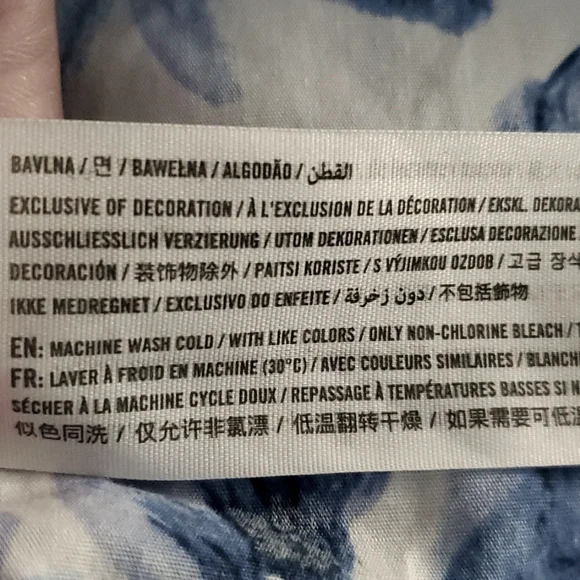 BAVLNA / 면 / BAWEŁNA / ALGODÃO / القطن
EXCLUSIVE OF DECORATION / À L'EXCLUSION DE LA DÉCORATION / EKSKL. DEKORA
AUSSCHLIESSLICH VERZIERUNG / UTOM DEKORATIONEN / ESCLUSA DECORAZIONE
DECORACIÓN / 装饰物除外 / PAITSI KORISTE / S VÝJIMKOU OZDOB / 고급 장식
IKKE MEDREGNET / EXCLUSIVO DO ENFEITE / دون زخرفة / 不包括飾物
EN: MACHINE WASH COLD / WITH LIKE COLORS / ONLY NON-CHLORINE BLEACH / T
FR: LAVER À FROID EN MACHINE (30°C) / AVEC COULEURS SIMILAIRES / BLANCHI
SÉCHER À LA MACHINE CYCLE DOUX / REPASSAGE À TEMPÉRATURES BASSES SI N
似色同洗 / 仅允许非氯漂 / 低温翻转干燥 / 如果需要可低温